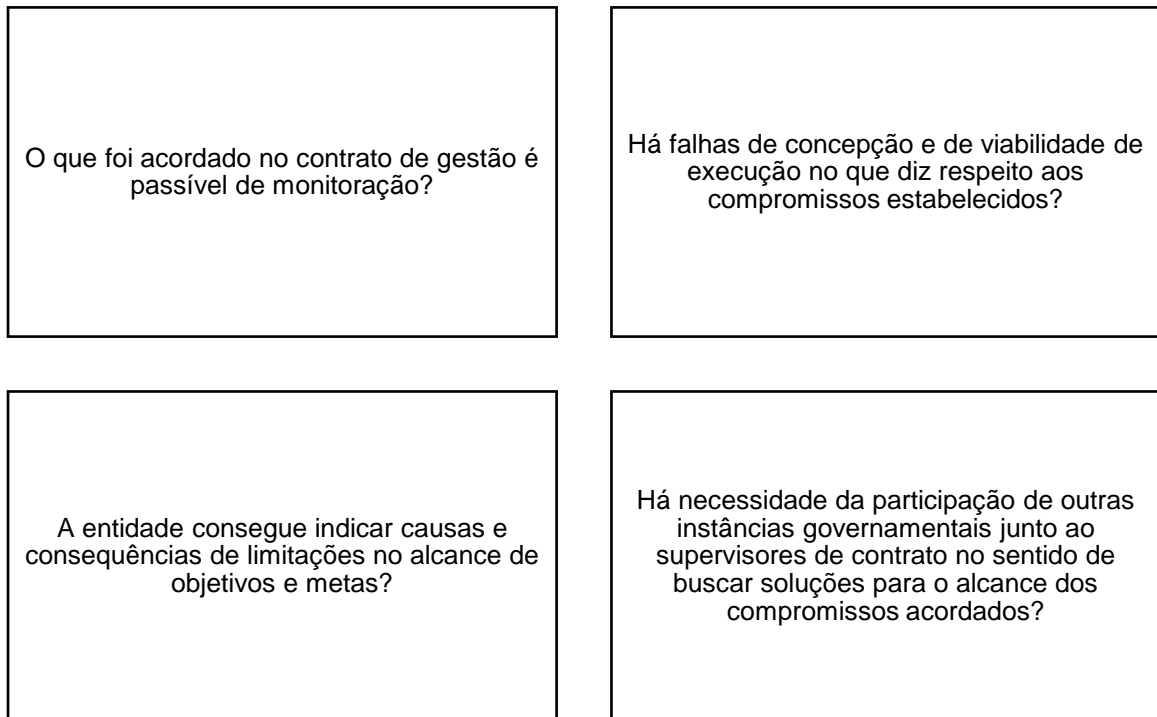 O que foi acordado no contrato de gestão é
passível de monitoração?
Há falhas de concepção e de viabilidade de
execução no que diz respeito aos
compromissos estabelecidos?
A entidade consegue indicar causas e
consequências de limitações no alcance de
objetivos e metas?
Há necessidade da participação de outras
instâncias governamentais junto ao
supervisores de contrato no sentido de
buscar soluções para o alcance dos
compromissos acordados?